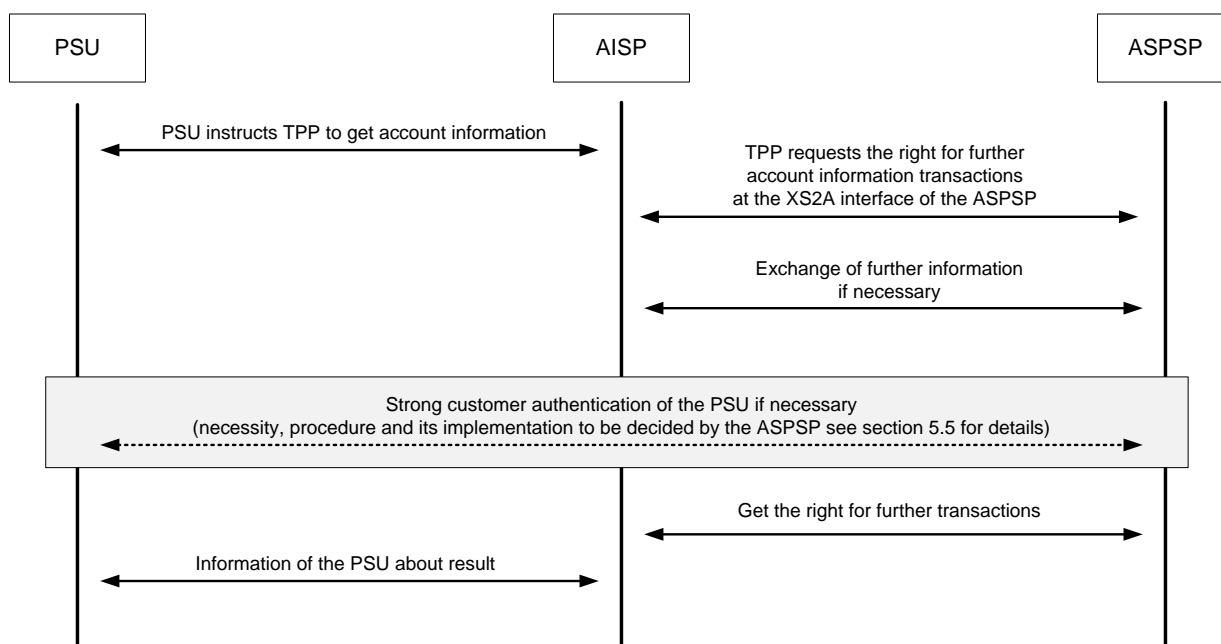 PSU
AISP
ASPSP
PSU instructs TPP to get account information
TPP requests the right for further
account information transactions
at the XS2A interface of the ASPSP
Exchange of further information
if necessary
Strong customer authentication of the PSU if necessary
(necessity, procedure and its implementation to be decided by the ASPSP see section 5.5 for details)
Get the right for further transactions
Information of the PSU about result